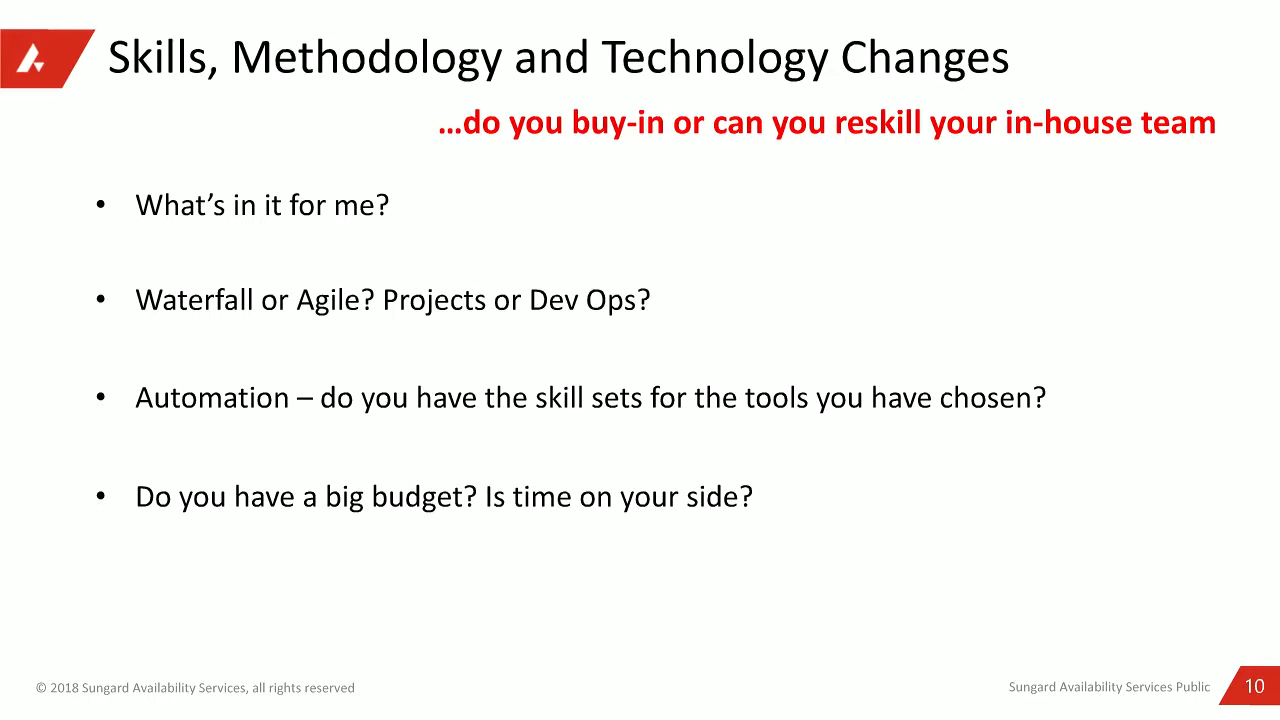 Skills, Methodology and Technology Changes
…do you buy-in or can you reskill your in-house team
• What’s in it for me?
• Waterfall or Agile? Projects or Dev Ops?
• Automation – do you have the skill sets for the tools you have chosen?
• Do you have a big budget? Is time on your side?
© 2018 Sungard Availability Services, all rights reserved
Sungard Availability Services Public
10